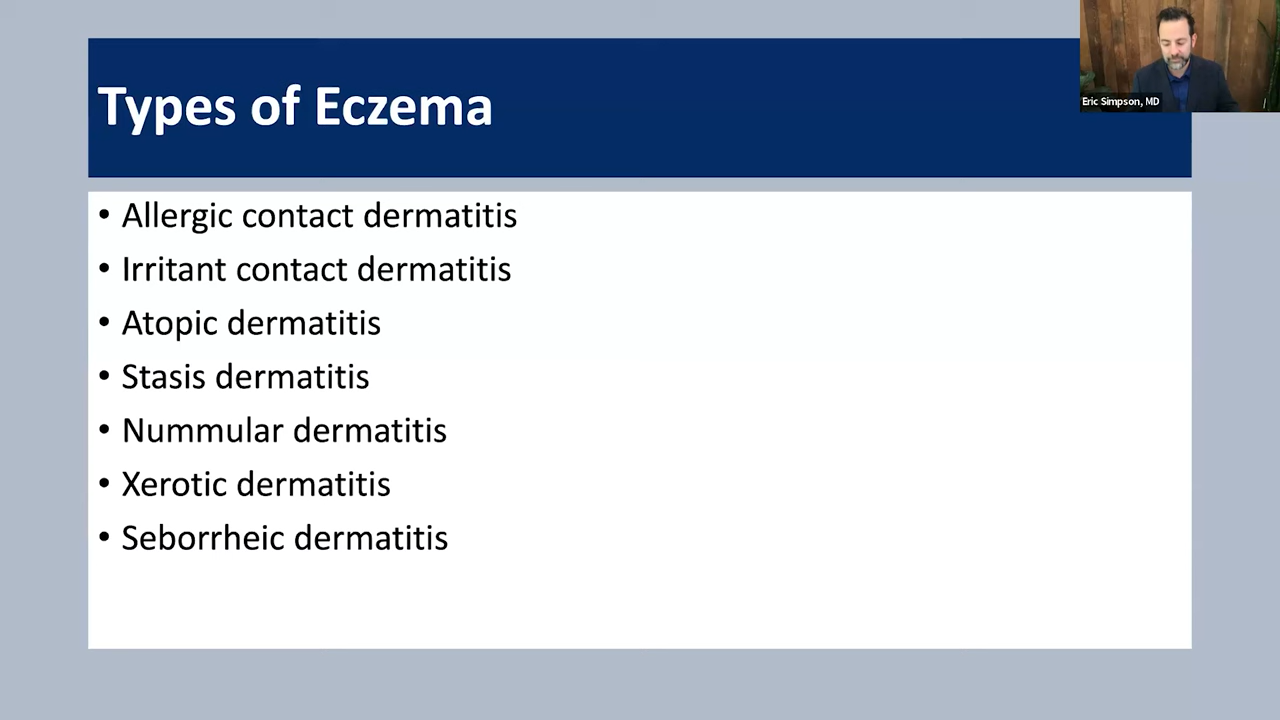 Types of Eczema
Eric Simpson, MD
• Allergic contact dermatitis
• Irritant contact dermatitis
• Atopic dermatitis
• Stasis dermatitis
• Nummular dermatitis
• Xerotic dermatitis
• Seborrheic dermatitis